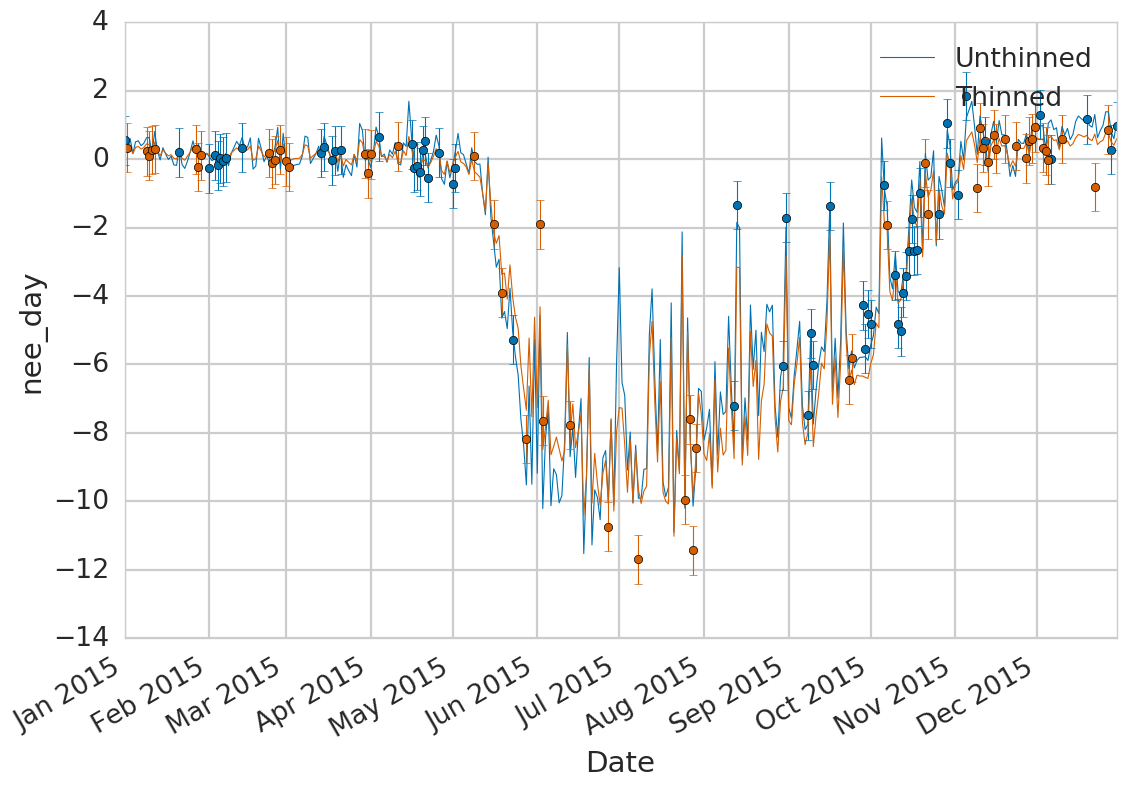 4
2
0
−2
−4
−6
−8
−10
−12
−14
nee_day
Unthinned
Thinned
Jan 2015
Feb 2015
Mar 2015
Apr 2015
May 2015
Jun 2015
Jul 2015
Aug 2015
Sep 2015
Oct 2015
Nov 2015
Dec 2015
Date